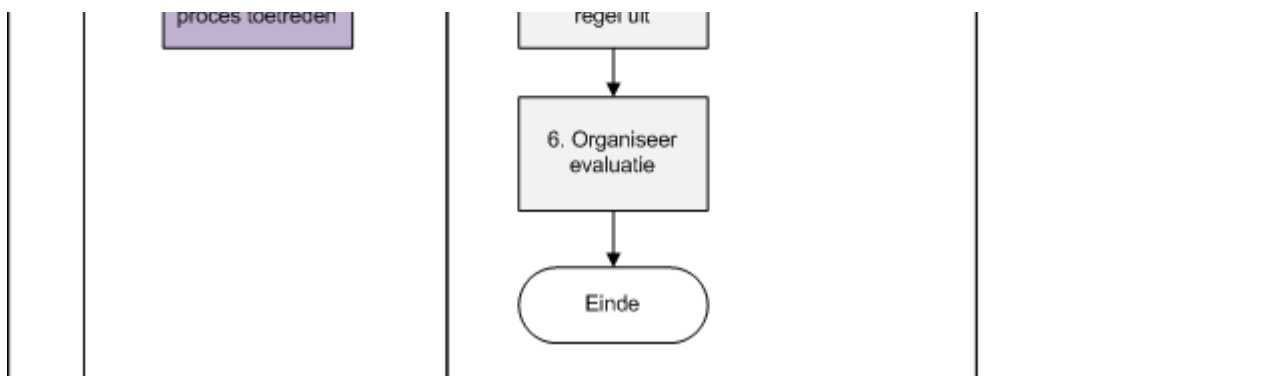 proces toetreden
regel uit
6. Organiseer
evaluatie
Einde